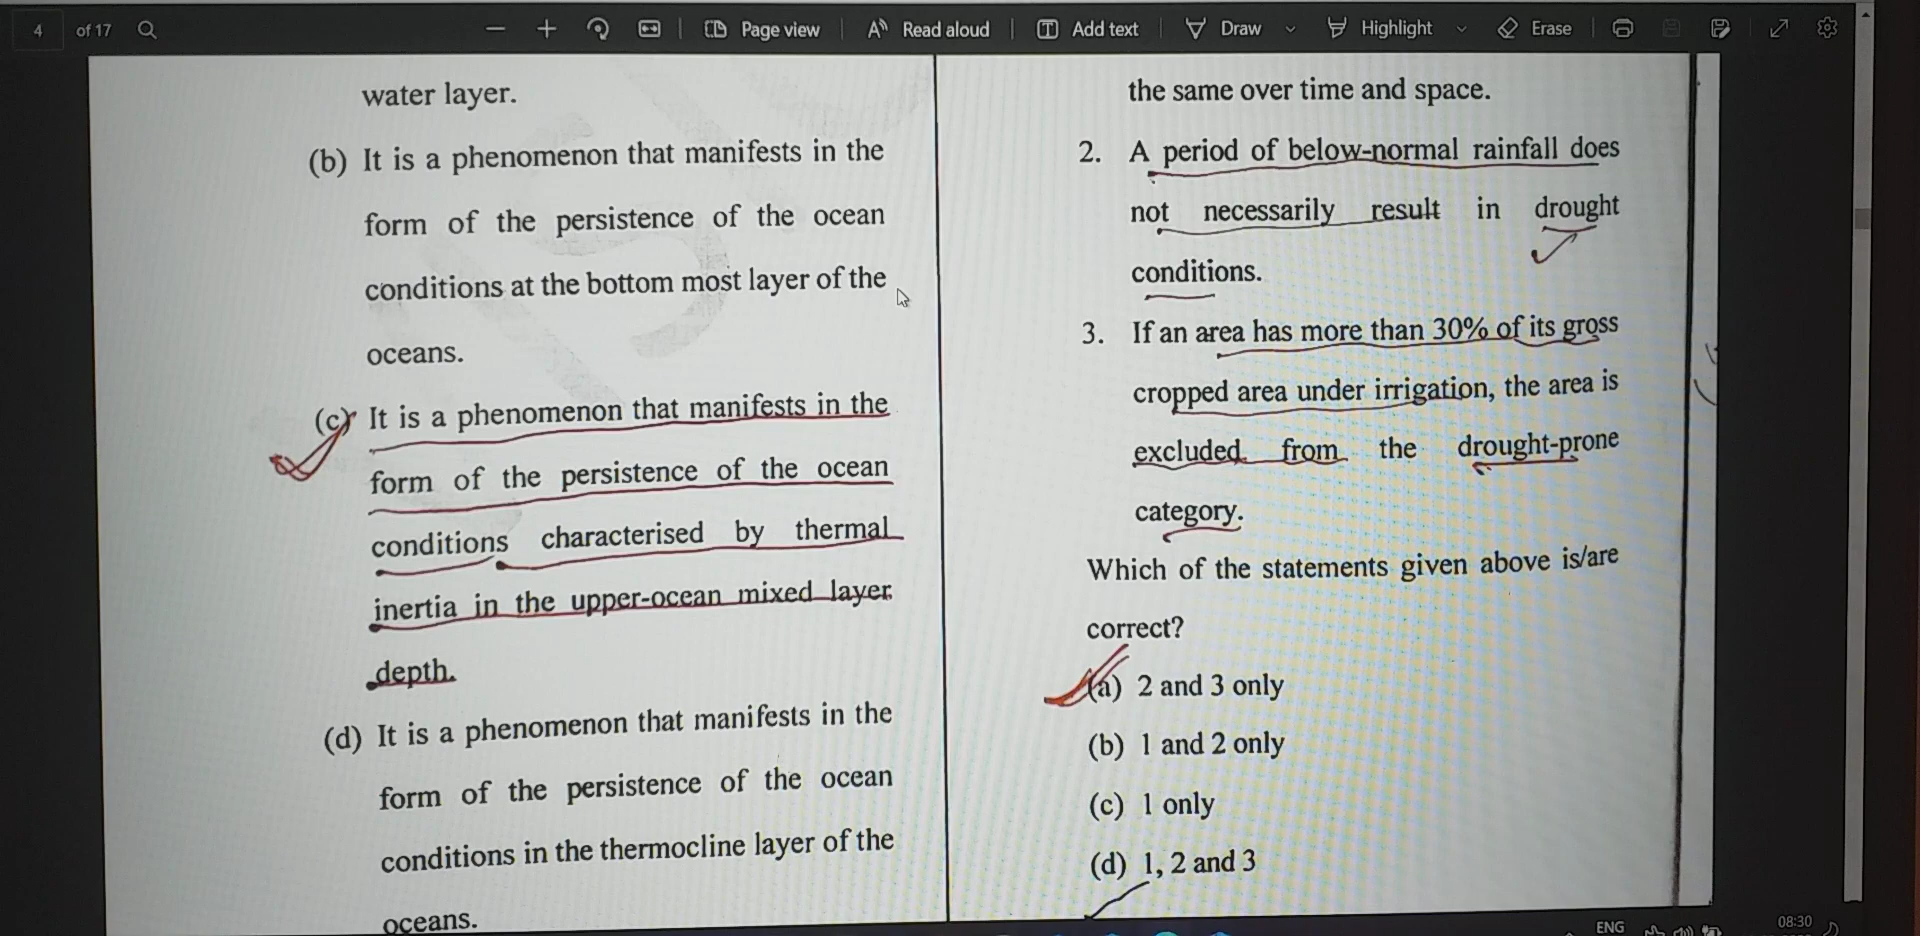 4 of 17 Page view Read aloud Add text Draw Highlight Erase
water layer.
(b) It is a phenomenon that manifests in the
form of the persistence of the ocean
conditions at the bottom most layer of the
oceans.
(c) It is a phenomenon that manifests in the
form of the persistence of the ocean
conditions characterised by thermal
inertia in the upper-ocean mixed layer
depth.
(d) It is a phenomenon that manifests in the
form of the persistence of the ocean
conditions in the thermocline layer of the
oceans.
the same over time and space.
2. A period of below-normal rainfall does
not necessarily result in drought
conditions.
3. If an area has more than 30% of its gross
cropped area under irrigation, the area is
excluded from the drought-prone
category.
Which of the statements given above is/are
correct?
(a) 2 and 3 only
(b) 1 and 2 only
(c) 1 only
(d) 1, 2 and 3
ENG 08:30